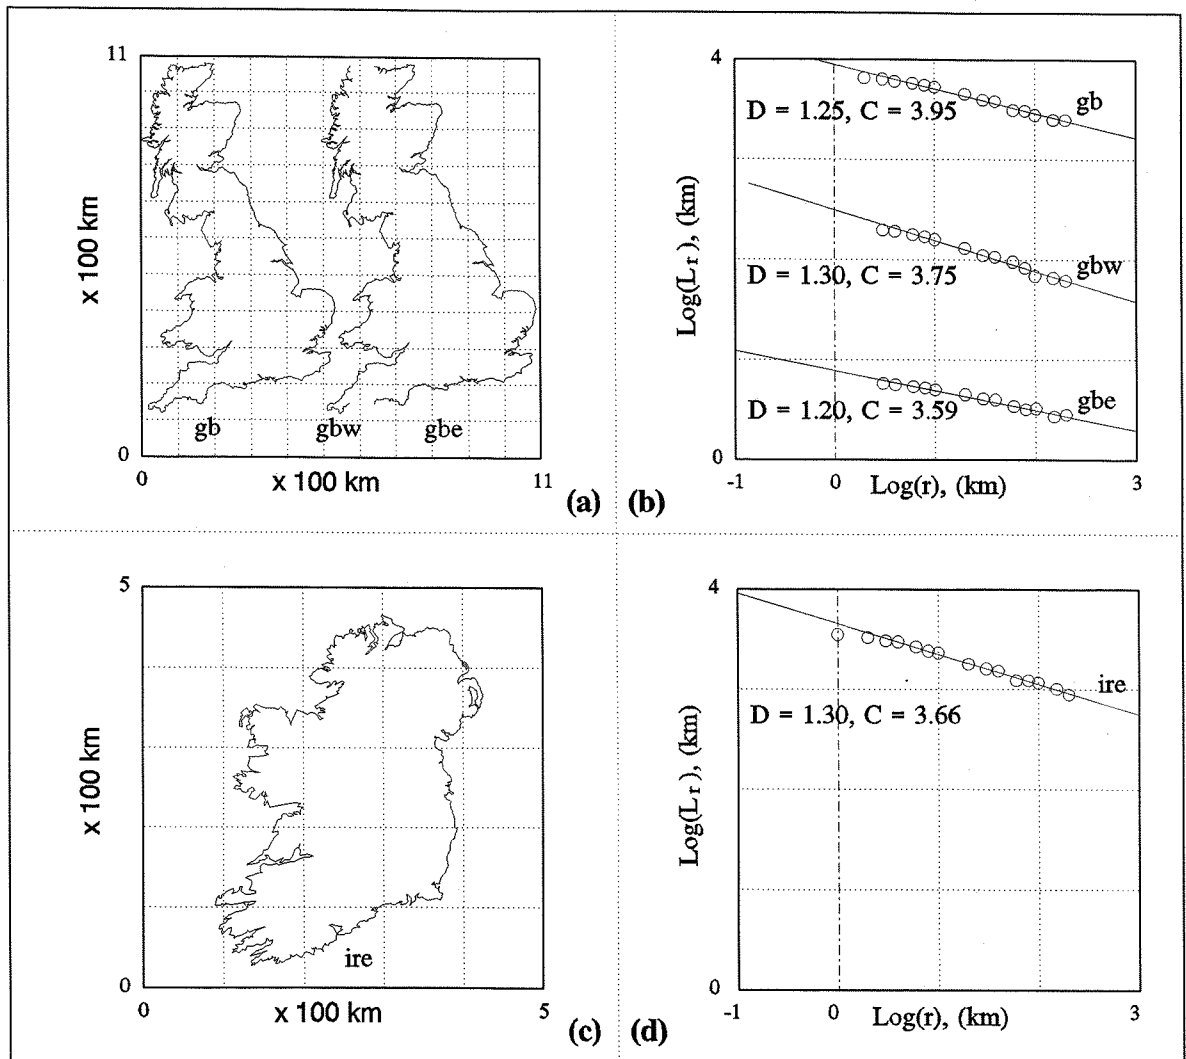 11
x 100 km
gb
gbw
gbe
0
0
x 100 km
11
(a)
4
Log(L r), (km)
D = 1.25, C = 3.95
gb
D = 1.30, C = 3.75
gbw
D = 1.20, C = 3.59
gbe
0
-1
0
Log(r), (km)
3
(b)
5
x 100 km
ire
0
0
x 100 km
5
(c)
4
Log(L r), (km)
ire
D = 1.30, C = 3.66
0
-1
0
Log(r), (km)
3
(d)